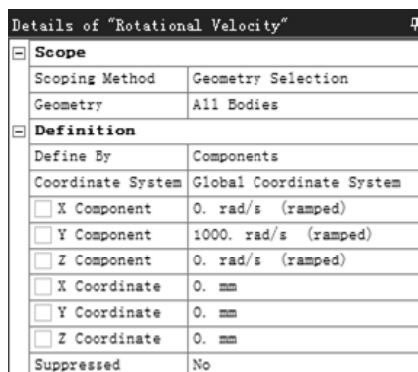 Details of "Rotational Velocity"
Scope
Scoping Method Geometry Selection
Geometry All Bodies
Definition
Define By Components
Coordinate System Global Coordinate System
X Component 0. rad/s (ramped)
Y Component 1000. rad/s (ramped)
Z Component 0. rad/s (ramped)
X Coordinate 0. mm
Y Coordinate 0. mm
Z Coordinate 0. mm
Suppressed No